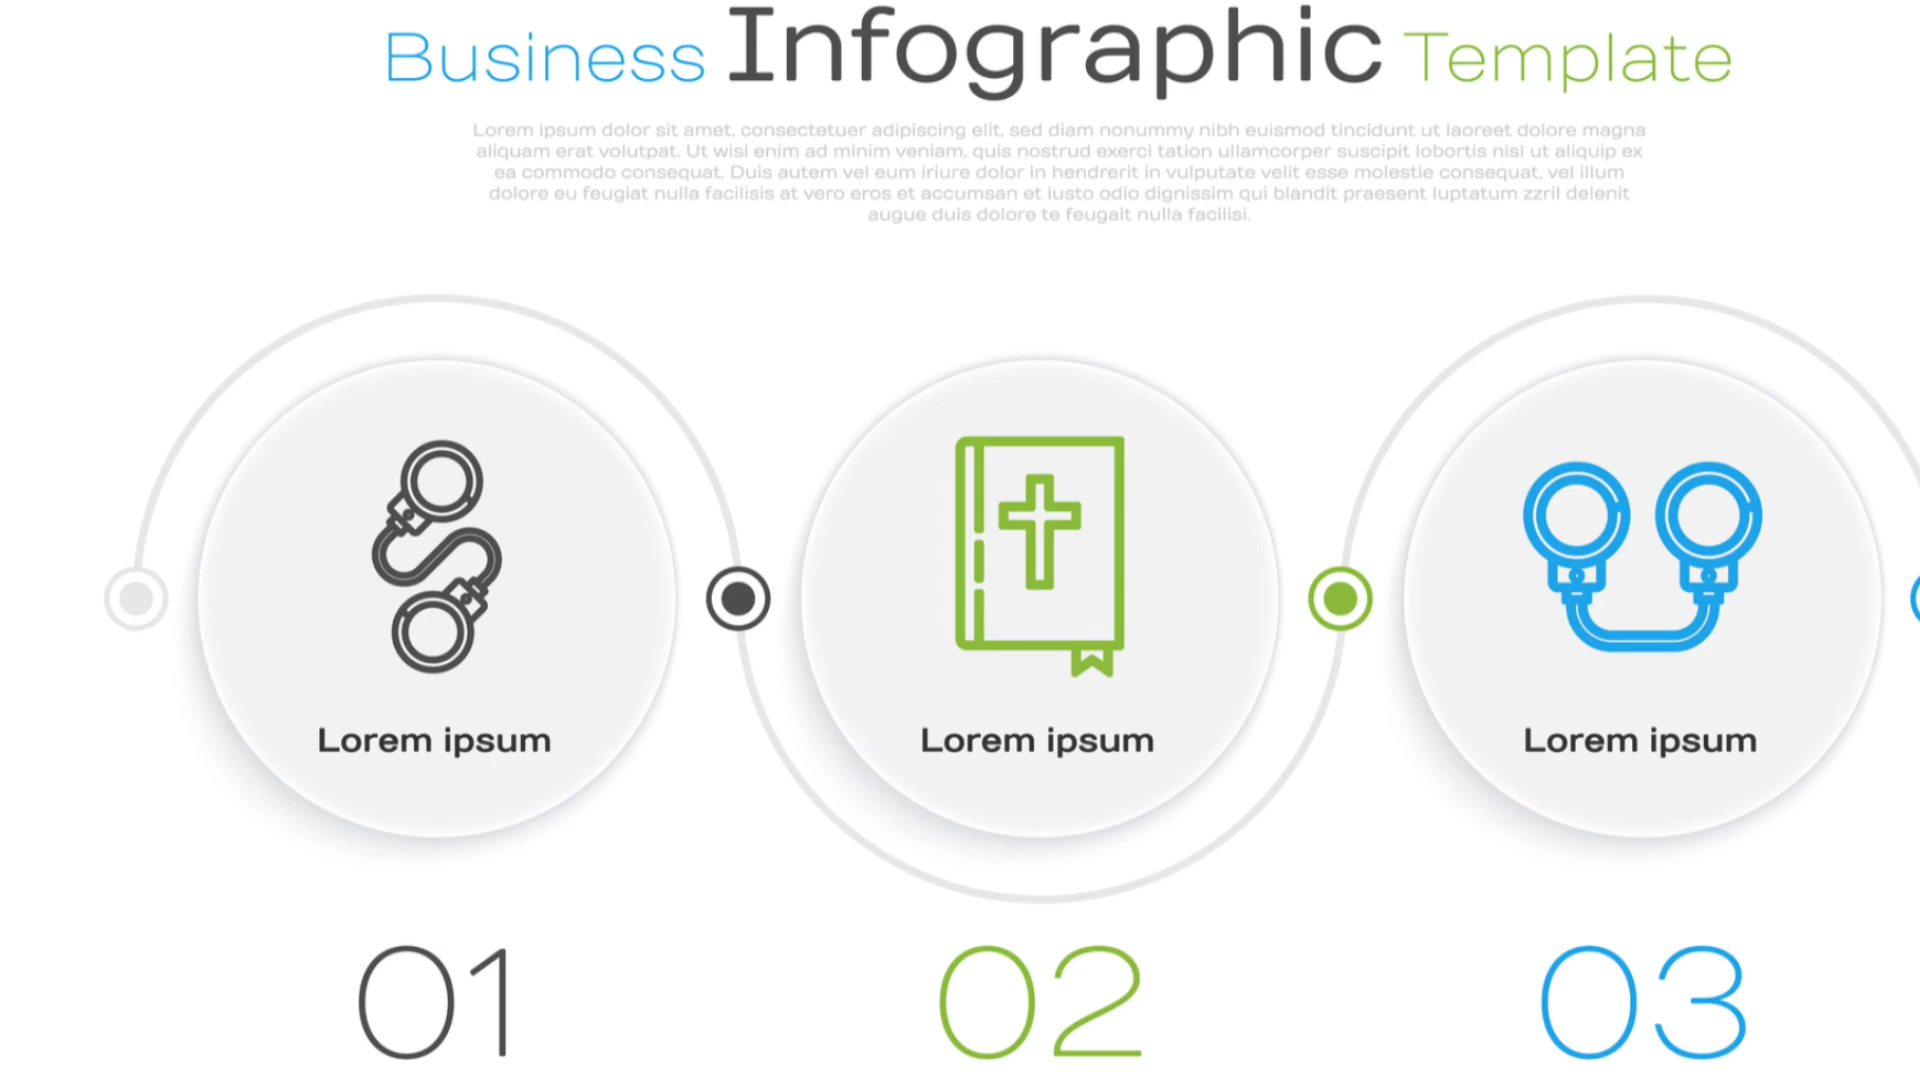 Business Infographic Template
Lorem ipsum dolor sit amet, consectetuer adipiscing elit, sed diam nonummy nibh euismod tincidunt ut laoreet dolore magna
aliquam erat volutpat. Ut wisi enim ad minim veniam, quis nostrud exerci tation ullamcorper suscipit lobortis nisl ut aliquip ex
ea commodo consequat. Duis autem vel eum iriure dolor in hendrerit in vulputate velit esse molestie consequat, vel illum
dolore eu feugiat nulla facilisis at vero eros et accumsan et iusto odio dignissim qui blandit praesent luptatum zzril delenit
augue duis dolore te feugait nulla facilisi.
Lorem ipsum
Lorem ipsum
Lorem ipsum
01
02
03